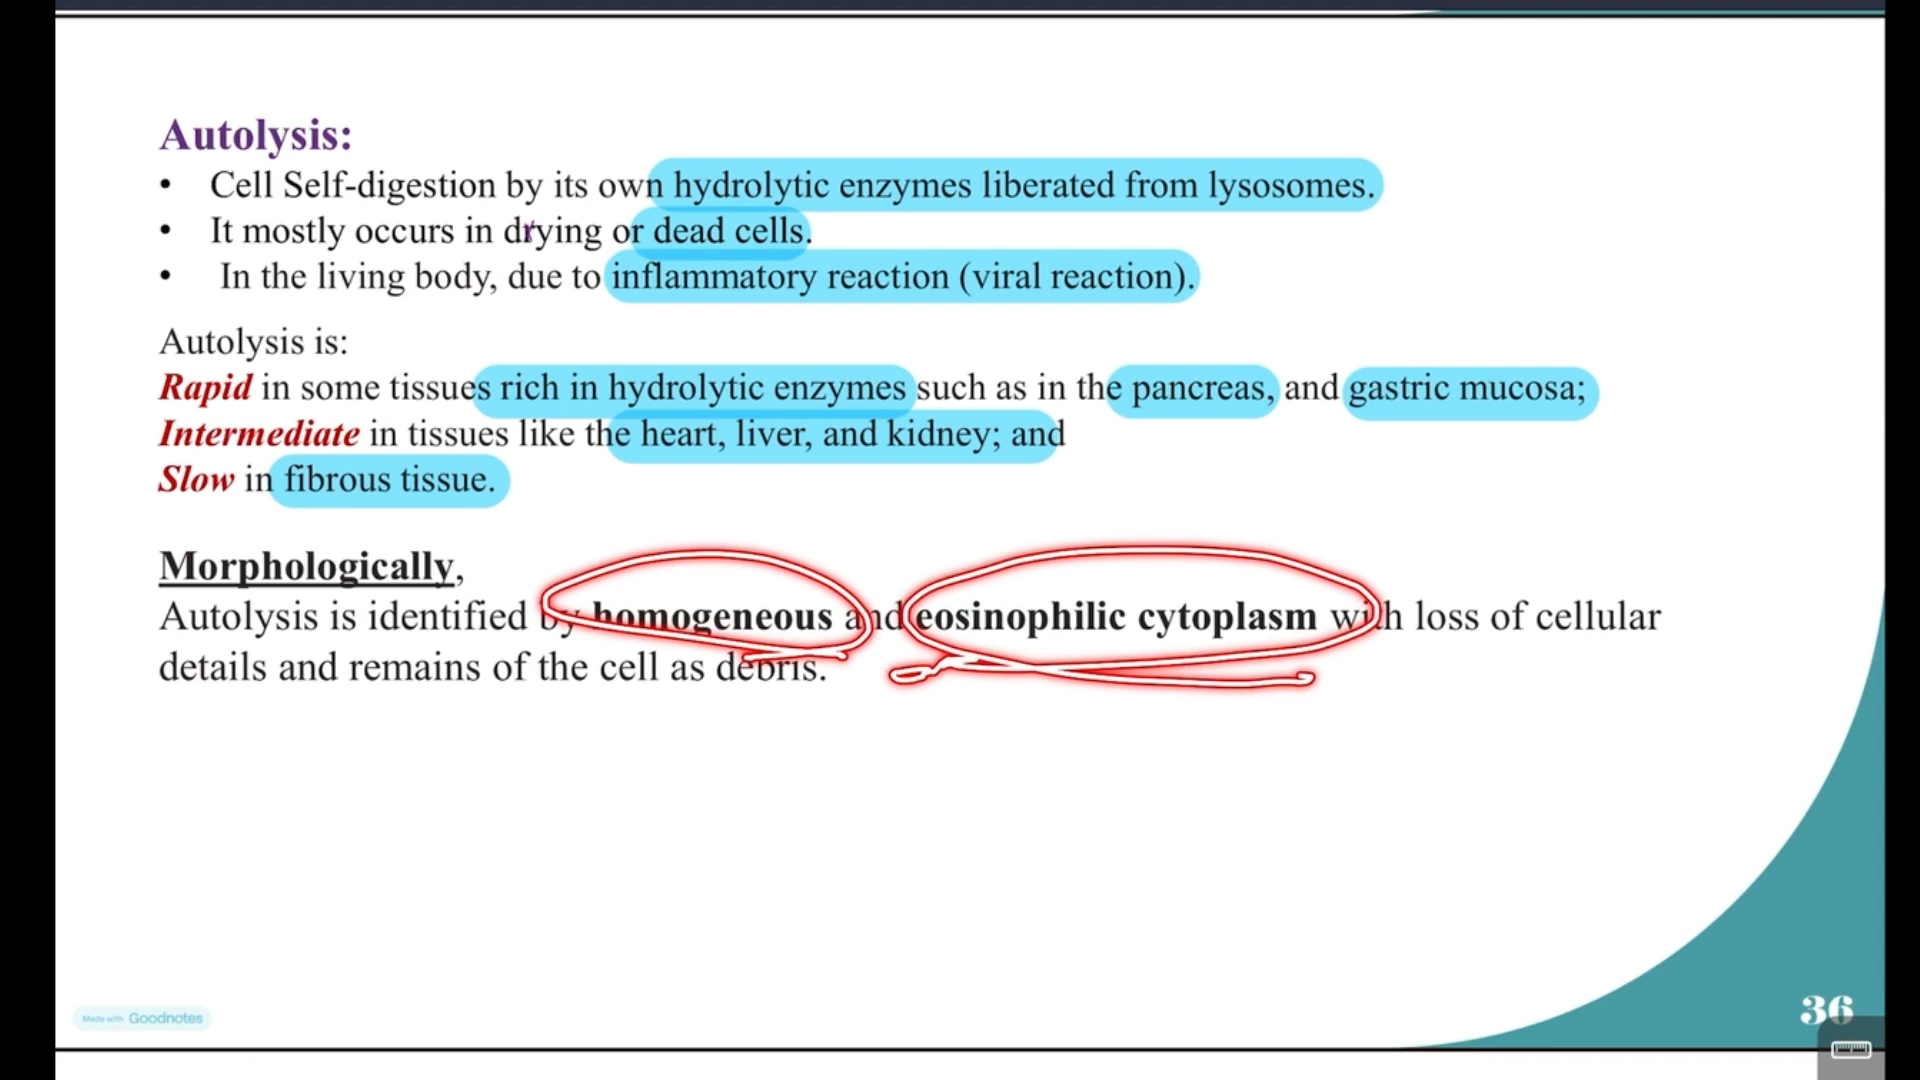 Autolysis:
• Cell Self-digestion by its own hydrolytic enzymes liberated from lysosomes.
• It mostly occurs in drying or dead cells.
• In the living body, due to inflammatory reaction (viral reaction).
Autolysis is:
Rapid in some tissues rich in hydrolytic enzymes such as in the pancreas, and gastric mucosa;
Intermediate in tissues like the heart, liver, and kidney; and
Slow in fibrous tissue.
Morphologically,
Autolysis is identified by homogeneous and eosinophilic cytoplasm with loss of cellular
details and remains of the cell as debris.
Made with Goodnotes
36